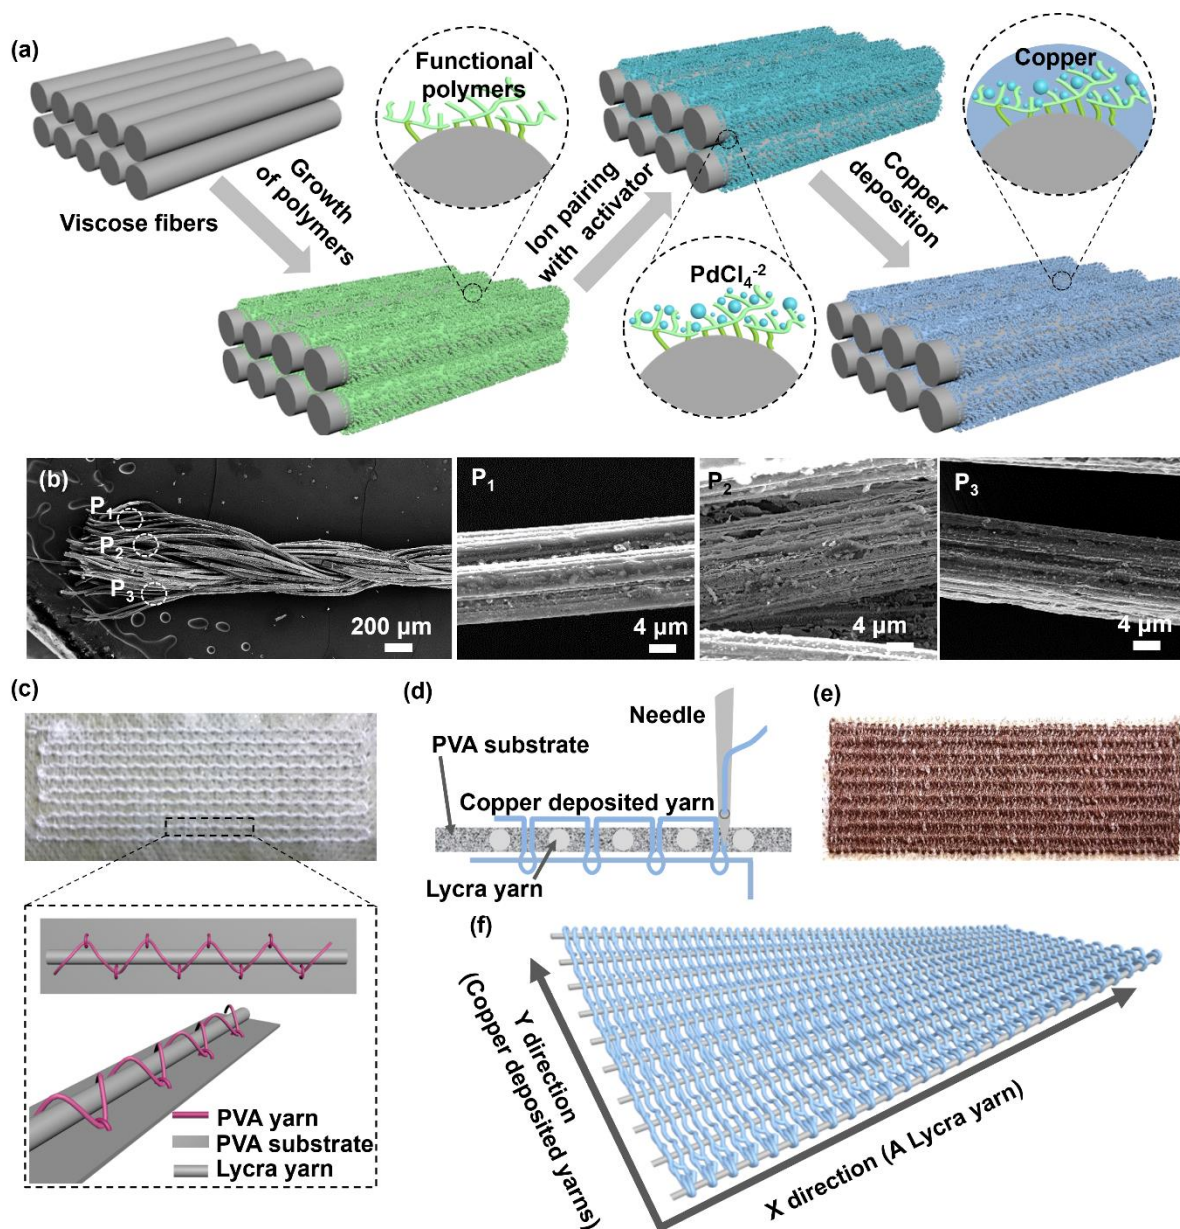 (a)
Viscose fibers
Growth
of polymers
Functional
polymers
Ion pairing
with activator
PdCl₄⁻²
Copper
deposition
Copper
(b)
P₁
P₂
P₃
200 μm
P₁
4 μm
P₂
4 μm
P₃
4 μm
(c)
PVA yarn
PVA substrate
Lycra yarn
(d)
Needle
PVA substrate
Copper deposited yarn
Lycra yarn
(e)
(f)
Y direction
(Copper deposited yarns)
X direction (A Lycra yarn)